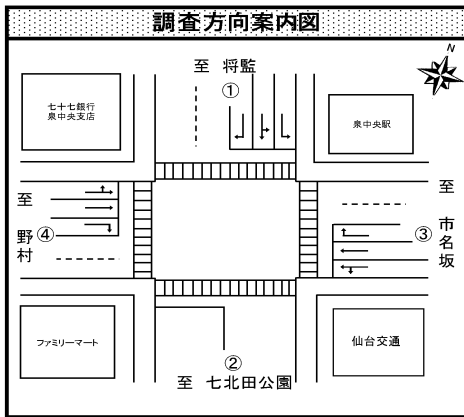 調査方向案内図
N
至 将監
①
七十七銀行
泉中央支店
泉中央駅
至
野村
④
至
市名坂
③
ファミリーマート
仙台交通
②
至 七北田公園